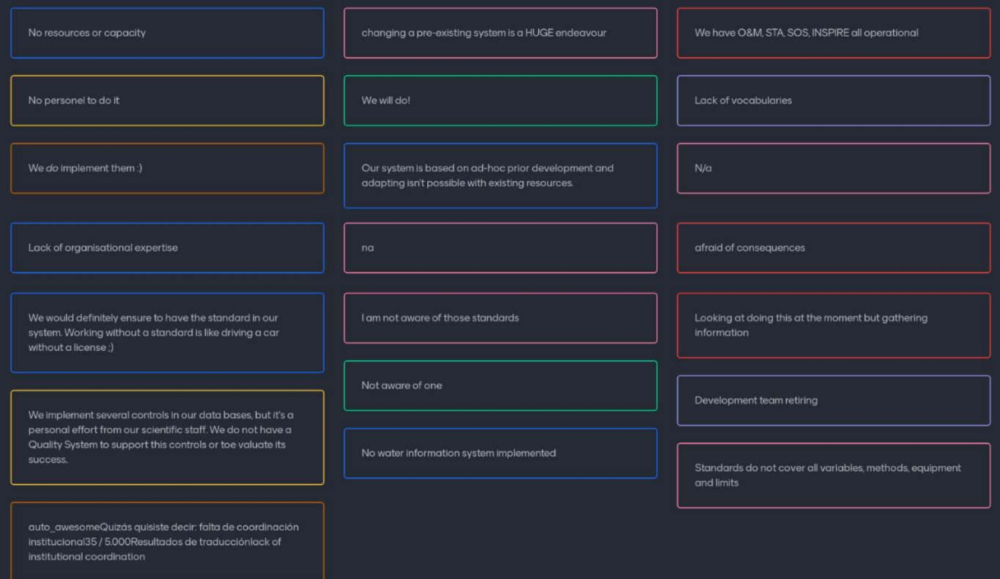 No resources or capacity
No personel to do it
We do implement them :)
Lack of organisational expertise
We would definitely ensure to have the standard in our
system. Working without a standard is like driving a car
without a license ;)
We implement several controls in our data bases, but it's a
personal effort from our scientific staff. We do not have a
Quality System to support this controls or toe valuate its
success.
auto_awesomeQuizás quisiste decir: falta de coordinación
institucional35 / 5.000Resultados de traducciónlack of
institutional coordination
changing a pre-existing system is a HUGE endeavour
We will do!
Our system is based on ad-hoc prior development and
adapting isn't possible with existing resources.
na
I am not aware of those standards
Not aware of one
No water information system implemented
We have O&M, STA, SOS, INSPIRE all operational
Lack of vocabularies
N/a
afraid of consequences
Looking at doing this at the moment but gathering
information
Development team retiring
Standards do not cover all variables, methods, equipment
and limits